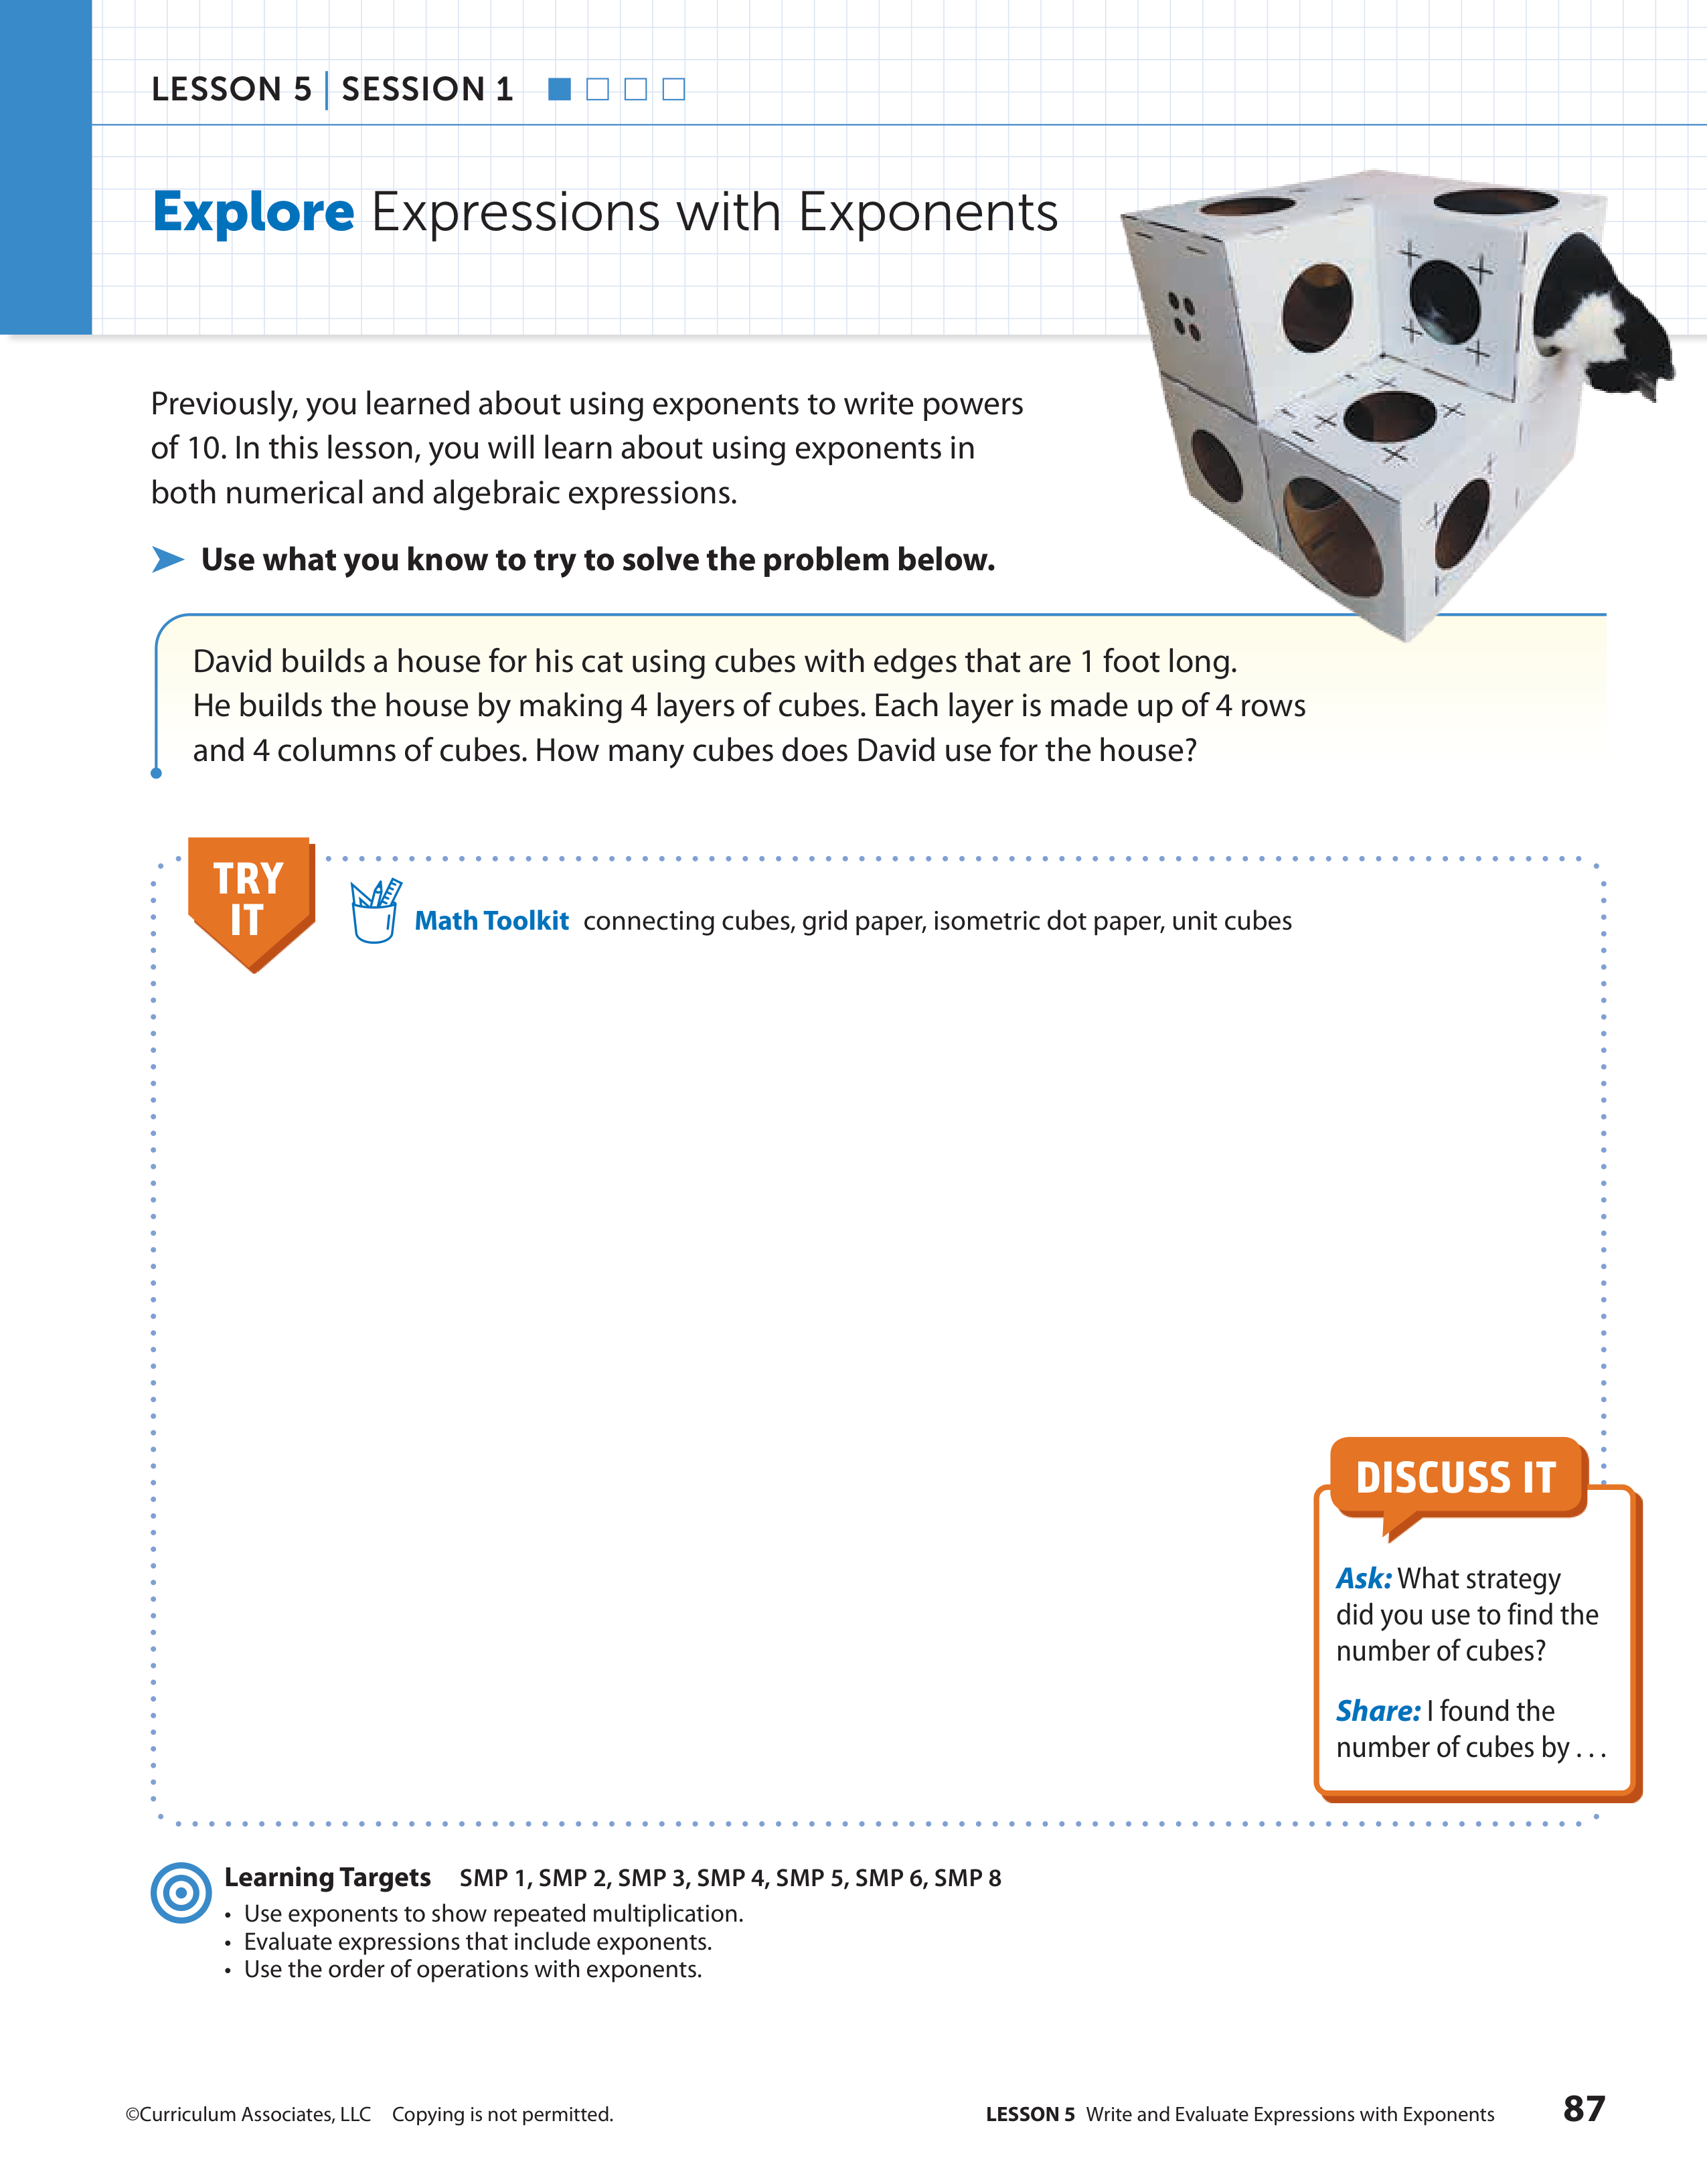 LESSON 5 | SESSION 1
Explore Expressions with Exponents
Previously, you learned about using exponents to write powers
of 10. In this lesson, you will learn about using exponents in
both numerical and algebraic expressions.
Use what you know to try to solve the problem below.
David builds a house for his cat using cubes with edges that are 1 foot long.
He builds the house by making 4 layers of cubes. Each layer is made up of 4 rows
and 4 columns of cubes. How many cubes does David use for the house?
TRY
IT
Math Toolkit connecting cubes, grid paper, isometric dot paper, unit cubes
DISCUSS IT
Ask: What strategy
did you use to find the
number of cubes?
Share: I found the
number of cubes by . . .
Learning Targets SMP 1, SMP 2, SMP 3, SMP 4, SMP 5, SMP 6, SMP 8
• Use exponents to show repeated multiplication.
• Evaluate expressions that include exponents.
• Use the order of operations with exponents.
©Curriculum Associates, LLC Copying is not permitted.
LESSON 5 Write and Evaluate Expressions with Exponents
87